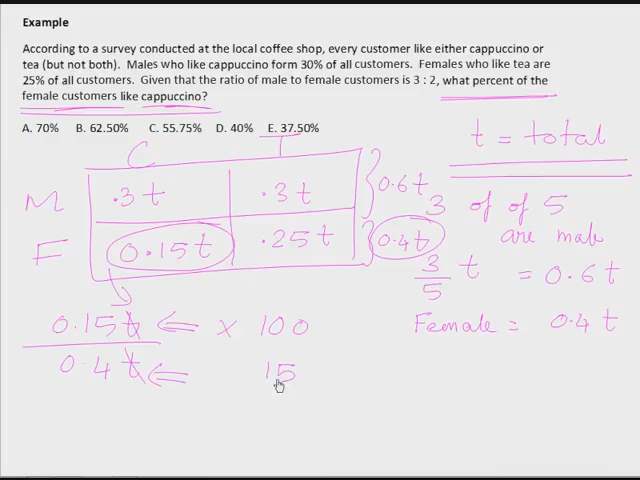 Example
According to a survey conducted at the local coffee shop, every customer like either cappuccino or
tea (but not both). Males who like cappuccino form 30% of all customers. Females who like tea are
25% of all customers. Given that the ratio of male to female customers is 3 : 2, what percent of the
female customers like cappuccino?
A. 70% B. 62.50% C. 55.75% D. 40% E. 37.50%
t = total
C T
M .3t .3t 0.6t
F 0.15t .25t 0.4t
3 of of 5
are male
3/5 t = 0.6t
Female = 0.4t
0.15t × 100
0.4t 15